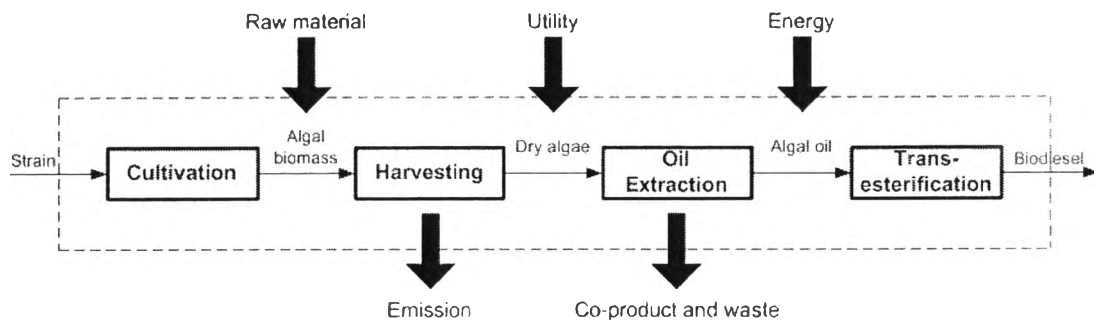 Raw material
Utility
Energy
Strain
Cultivation
Algal
biomass
Harvesting
Dry algae
Oil
Extraction
Algal oil
Trans-
esterification
Biodiesel
Emission
Co-product and waste